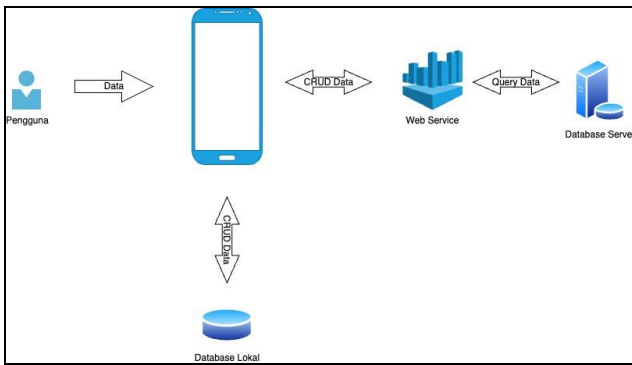 Pengguna
Data
CRUD Data
Web Service
Query Data
Database Serve
CRUD Data
Database Lokal